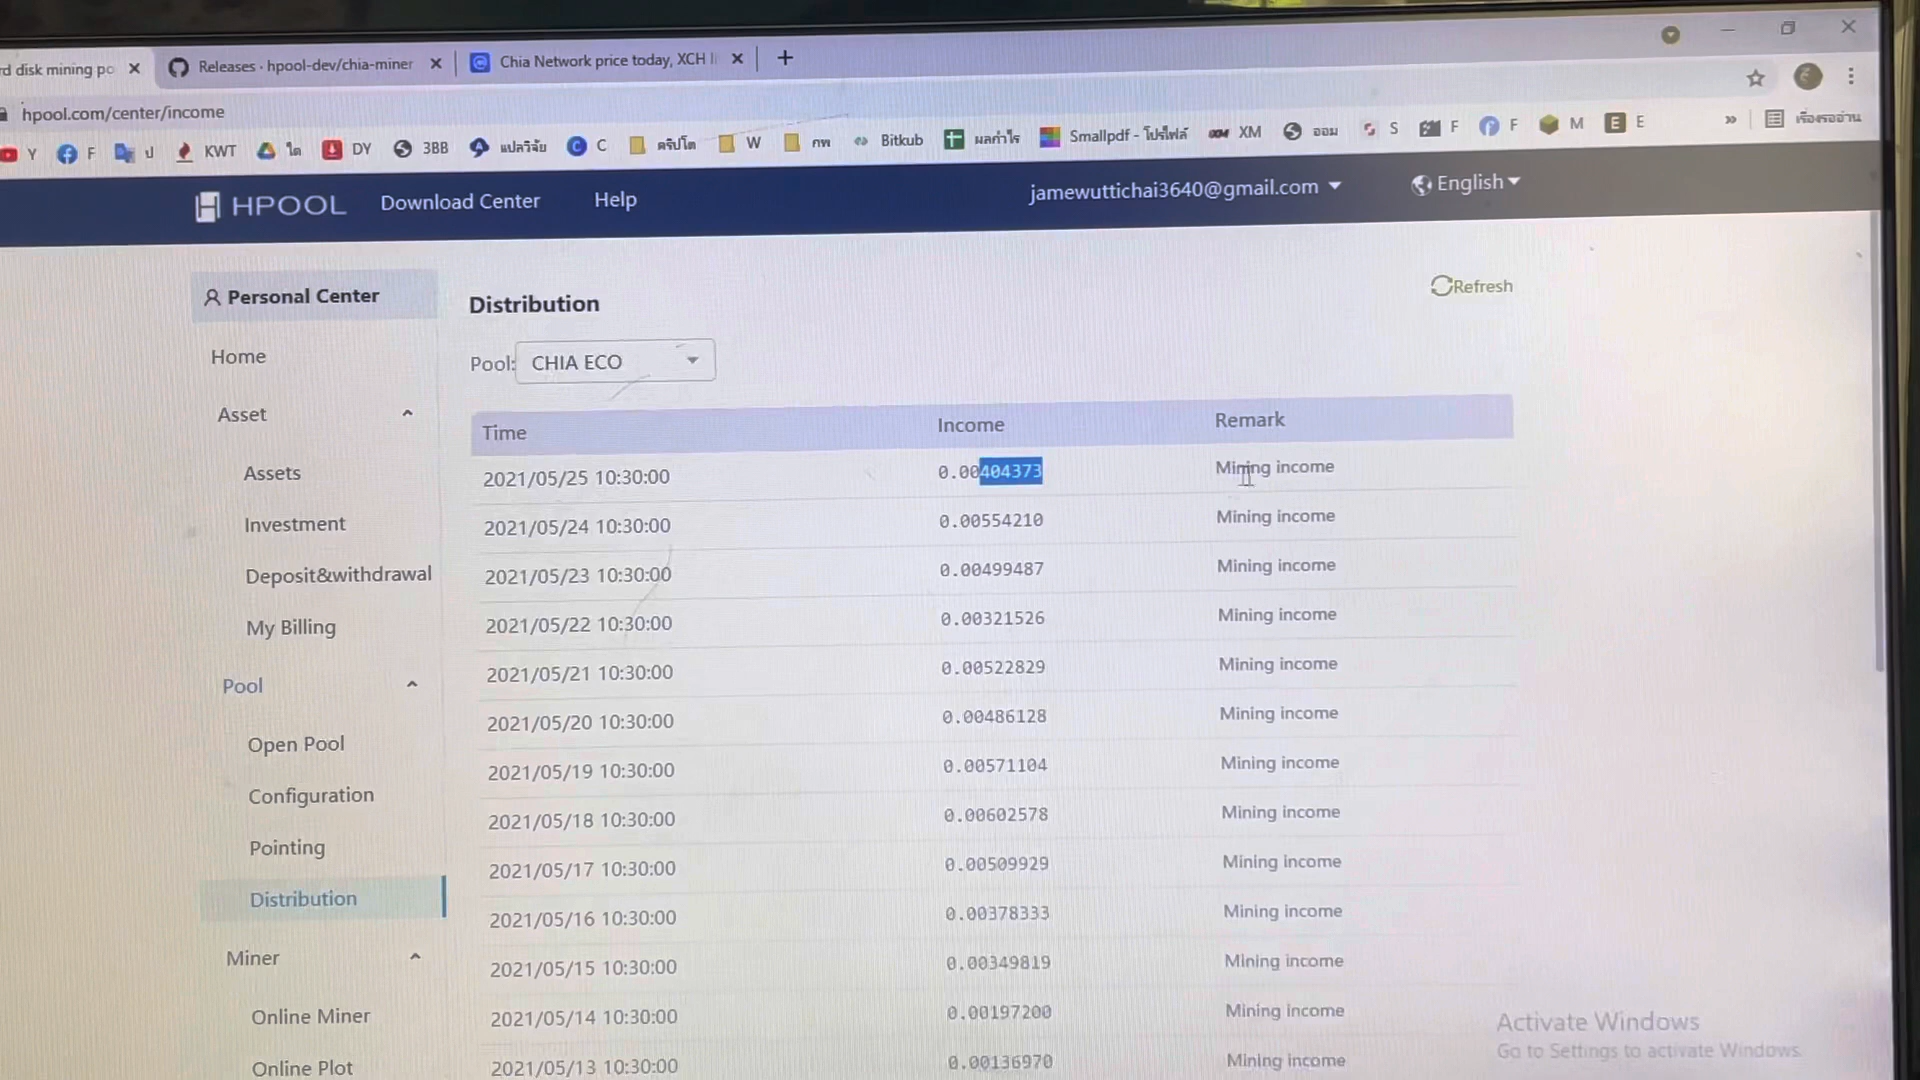 rd disk mining po
Releases · hpool-dev/chia-miner
Chia Network price today, XCH
hpool.com/center/income
Y F ป KWT ได DY 3BB แปลวิจัย C คริปโต W กพ Bitkub ผลกำไร Smallpdf - โปรไฟล์ XM ออม S F F M E E » เรื่องรออ่าน
HPOOL Download Center Help jamewuttichai3640@gmail.com English
Personal Center
Home
Asset
Assets
Investment
Deposit&withdrawal
My Billing
Pool
Open Pool
Configuration
Pointing
Distribution
Miner
Online Miner
Online Plot
Distribution
Refresh
Pool: CHIA ECO
Time Income Remark
2021/05/25 10:30:00 0.00404373 Mining income
2021/05/24 10:30:00 0.00554210 Mining income
2021/05/23 10:30:00 0.00499487 Mining income
2021/05/22 10:30:00 0.00321526 Mining income
2021/05/21 10:30:00 0.00522829 Mining income
2021/05/20 10:30:00 0.00486128 Mining income
2021/05/19 10:30:00 0.00571104 Mining income
2021/05/18 10:30:00 0.00602578 Mining income
2021/05/17 10:30:00 0.00509929 Mining income
2021/05/16 10:30:00 0.00378333 Mining income
2021/05/15 10:30:00 0.00349819 Mining income
2021/05/14 10:30:00 0.00197200 Mining income
2021/05/13 10:30:00 0.00136970 Mining income
Activate Windows
Go to Settings to activate Windows.